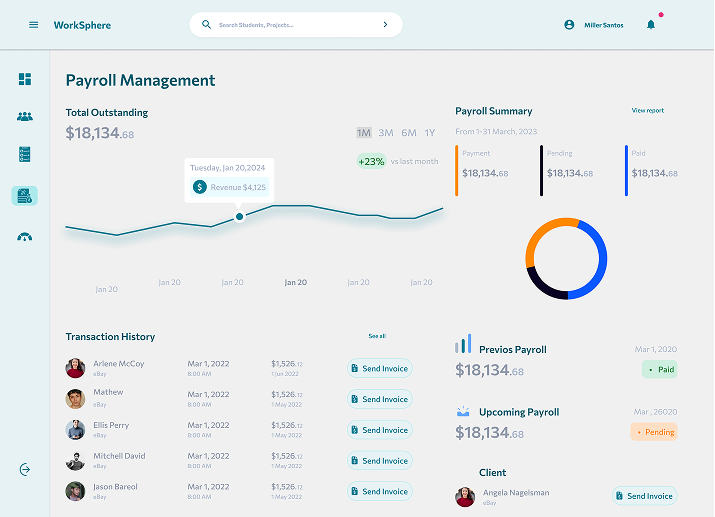 WorkSphere
Search Students, Projects...
Miller Santos
Payroll Management
Total Outstanding
$18,134.68
1M 3M 6M 1Y
+23% vs last month
Tuesday, Jan 20,2024
$ Revenue $4,125
Jan 20 Jan 20 Jan 20 Jan 20 Jan 20 Jan 20
Payroll Summary
View report
From 1-31 March, 2023
Payment Pending Paid
$18,134.68 $18,134.68 $18,134.68
Transaction History
See all
Arlene McCoy Mar 1, 2022 $1,526.12 Send Invoice
eBay 8:00 AM 1 Jun 2022
Mathew Mar 1, 2022 $1,526.12 Send Invoice
eBay 8:00 AM 1 May 2022
Ellis Perry Mar 1, 2022 $1,526.12 Send Invoice
eBay 8:00 AM 1 May 2022
Mitchell David Mar 1, 2022 $1,526.12 Send Invoice
eBay 8:00 AM 1 May 2022
Jason Bareol Mar 1, 2022 $1,526.12 Send Invoice
eBay 8:00 AM 1 May 2022
Previos Payroll Mar 1, 2020
$18,134.68 • Paid
Upcoming Payroll Mar , 26020
$18,134.68 • Pending
Client
Angela Nagelsman Send Invoice
eBay